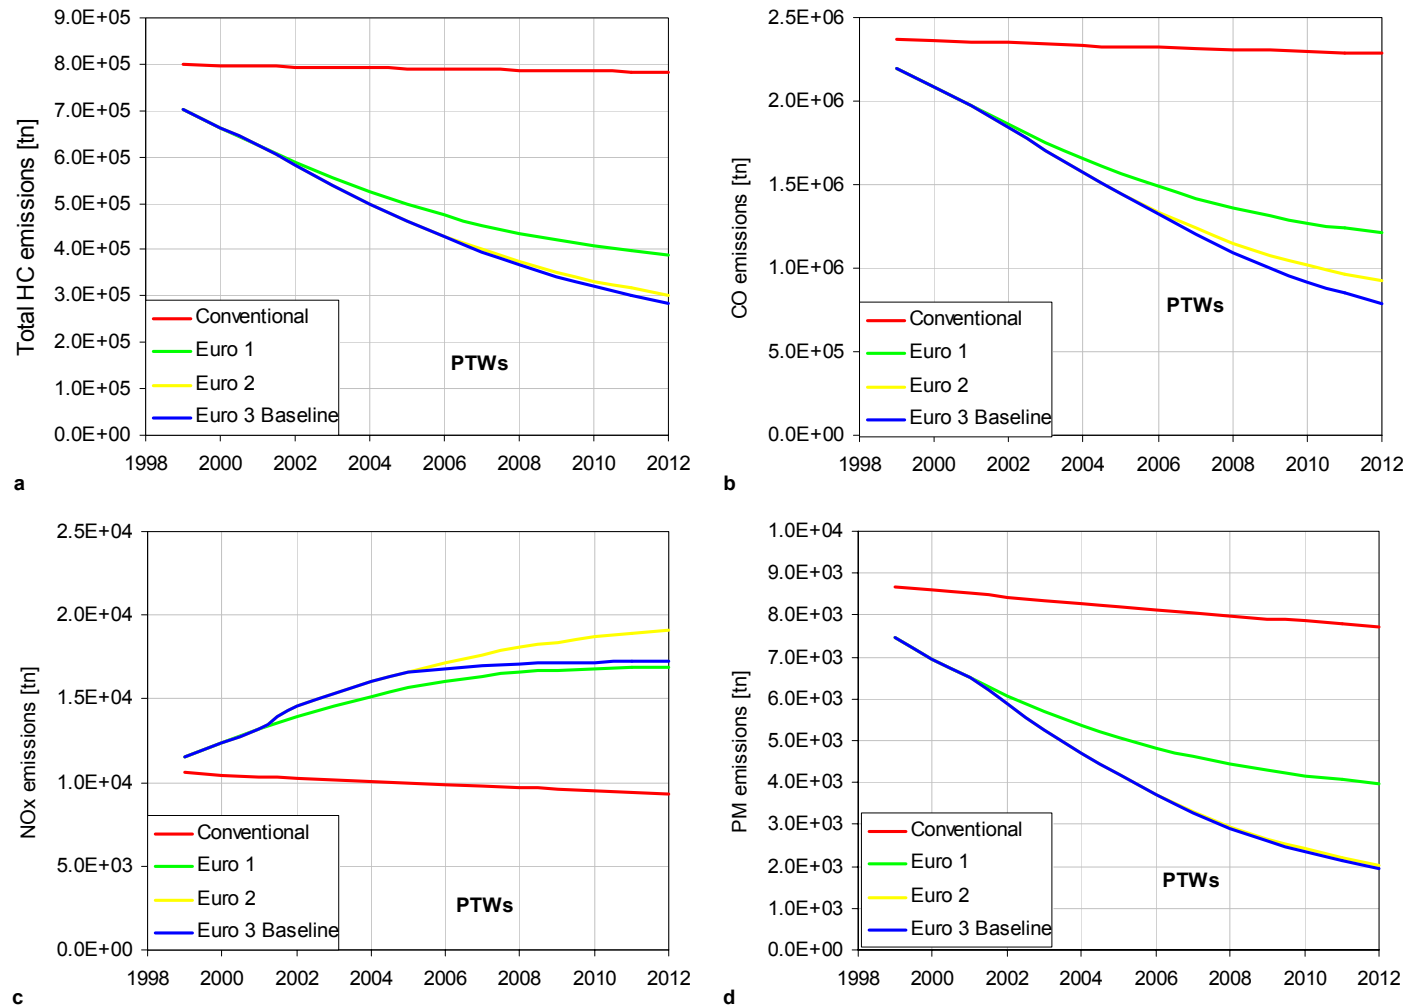 9.0E+05
8.0E+05
7.0E+05
6.0E+05
5.0E+05
4.0E+05
3.0E+05
2.0E+05
1.0E+05
0.0E+00
Total HC emissions [tn]
Conventional
Euro 1
Euro 2
Euro 3 Baseline
PTWs
1998 2000 2002 2004 2006 2008 2010 2012
a
2.5E+06
2.0E+06
1.5E+06
1.0E+06
5.0E+05
0.0E+00
CO emissions [tn]
Conventional
Euro 1
Euro 2
Euro 3 Baseline
PTWs
1998 2000 2002 2004 2006 2008 2010 2012
b
2.5E+04
2.0E+04
1.5E+04
1.0E+04
5.0E+03
0.0E+00
NOx emissions [tn]
Conventional
Euro 1
Euro 2
Euro 3 Baseline
PTWs
1998 2000 2002 2004 2006 2008 2010 2012
c
1.0E+04
9.0E+03
8.0E+03
7.0E+03
6.0E+03
5.0E+03
4.0E+03
3.0E+03
2.0E+03
1.0E+03
0.0E+00
PM emissions [tn]
Conventional
Euro 1
Euro 2
Euro 3 Baseline
PTWs
1998 2000 2002 2004 2006 2008 2010 2012
d